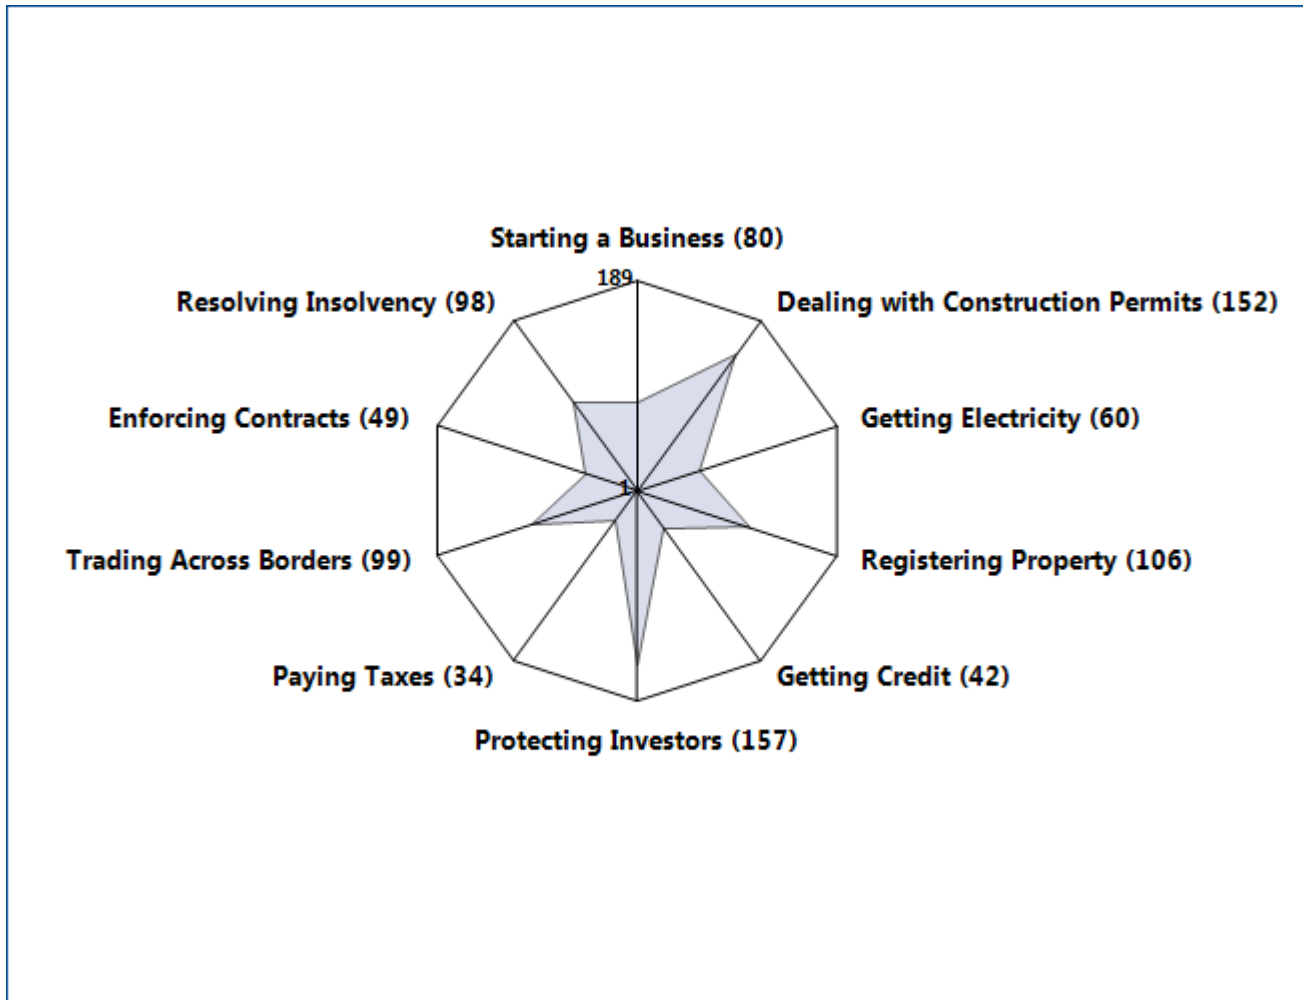 Starting a Business (80)
189
Resolving Insolvency (98)
Dealing with Construction Permits (152)
Enforcing Contracts (49)
Getting Electricity (60)
1
Trading Across Borders (99)
Registering Property (106)
Paying Taxes (34)
Getting Credit (42)
Protecting Investors (157)